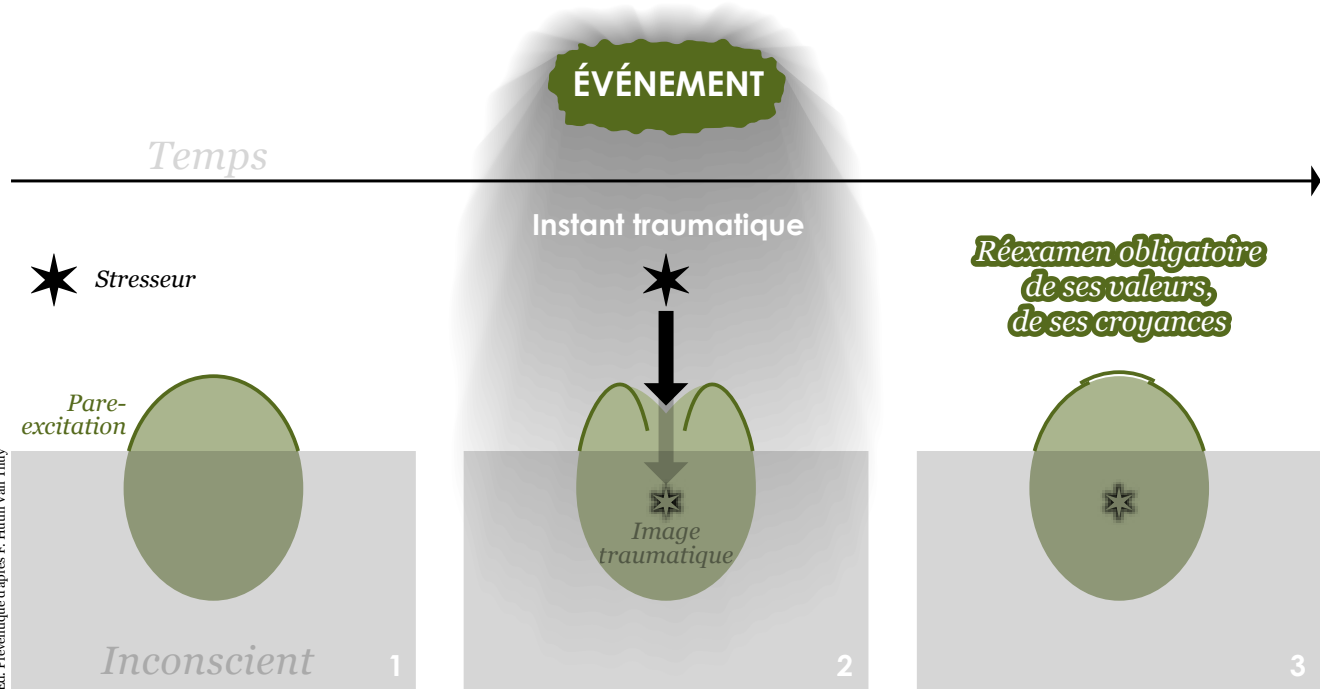 ÉVÉNEMENT
Temps
Instant traumatique
Stresseur
Réexamen obligatoire
de ses valeurs,
de ses croyances
Pare-
excitation
Image
traumatique
Inconscient
1
2
3